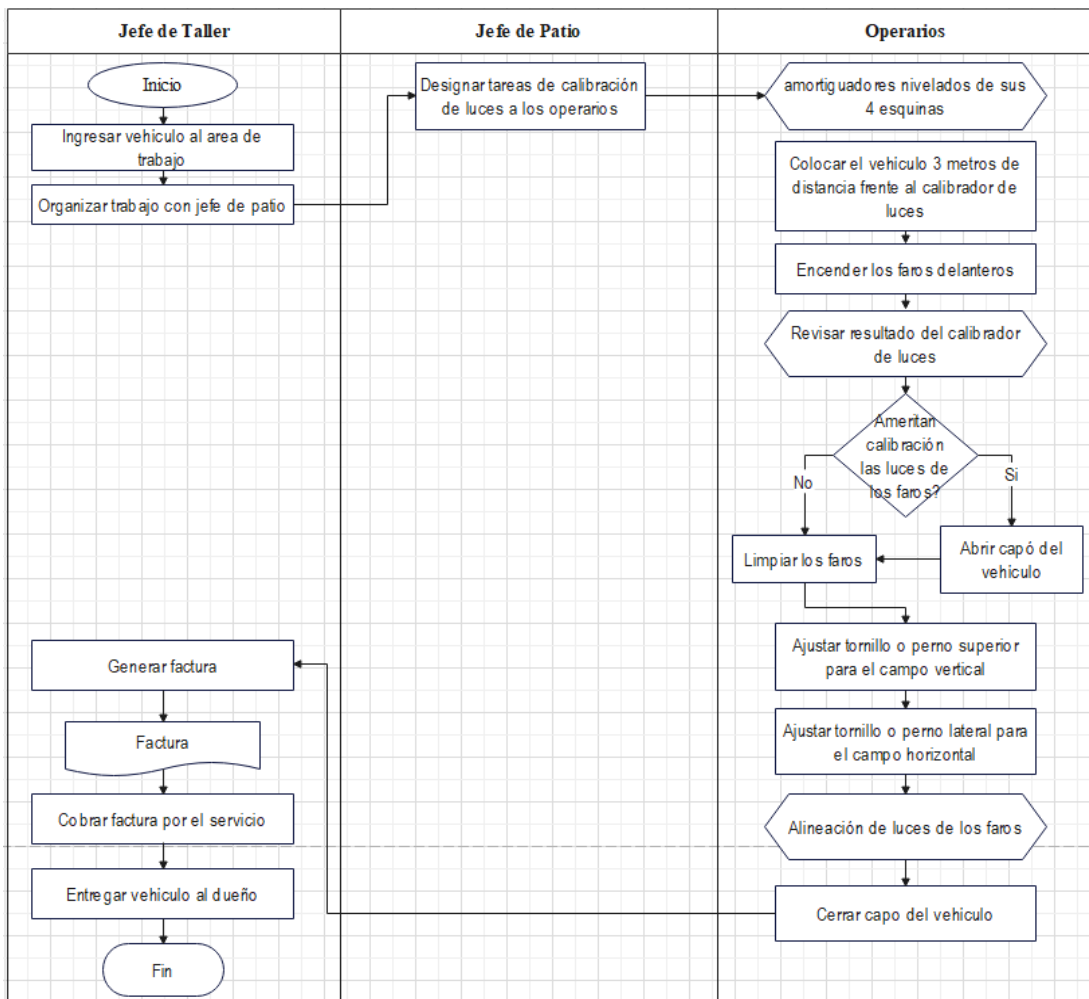 Jefe de Taller
Jefe de Patio
Operarios
Inicio
Ingresar vehículo al area de
trabajo
Organizar trabajo con jefe de patio
Designar tareas de calibración
de luces a los operarios
amortiguadores nivelados de sus
4 esquinas
Colocar el vehículo 3 metros de
distancia frente al calibrador de
luces
Encender los faros delanteros
Revisar resultado del calibrador
de luces
Ameritan
calibración
las luces de
los faros?
No
Si
Limpiar los faros
Abrir capó del
vehículo
Ajustar tornillo o perno superior
para el campo vertical
Ajustar tornillo o perno lateral para
el campo horizontal
Alineación de luces de los faros
Cerrar capo del vehículo
Generar factura
Factura
Cobrar factura por el servicio
Entregar vehículo al dueño
Fin